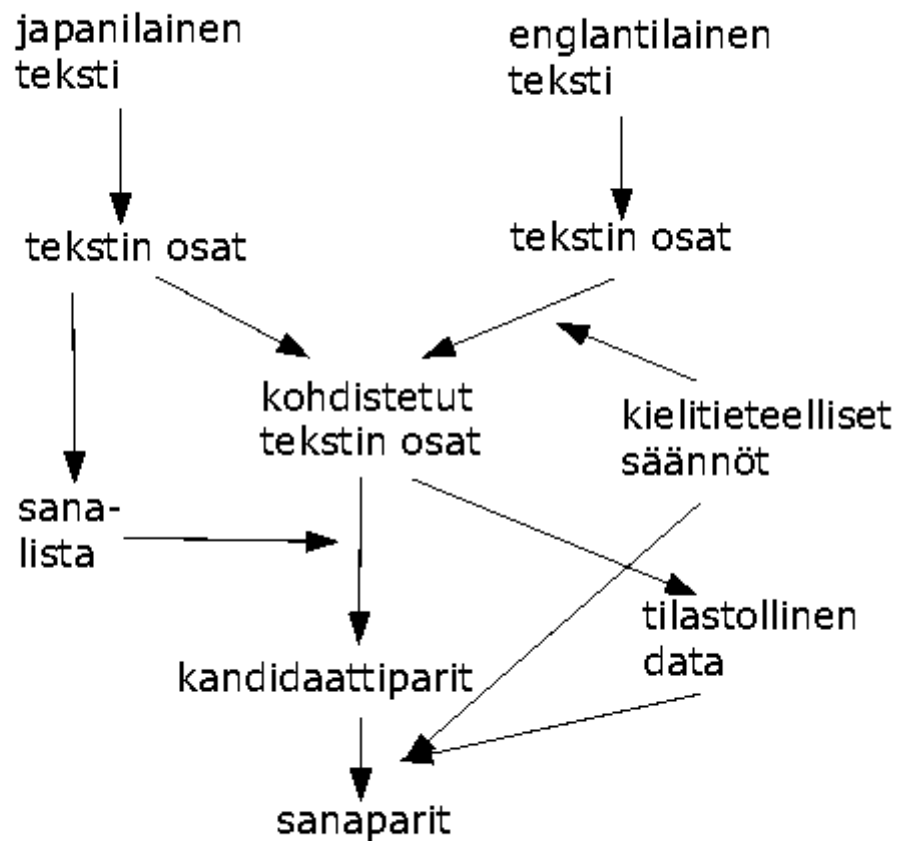 japanilainen
teksti
englantilainen
teksti
tekstin osat
tekstin osat
kohdistetut
tekstin osat
kielitieteelliset
säännöt
sana-
lista
tilastollinen
data
kandidaattiparit
sanaparit